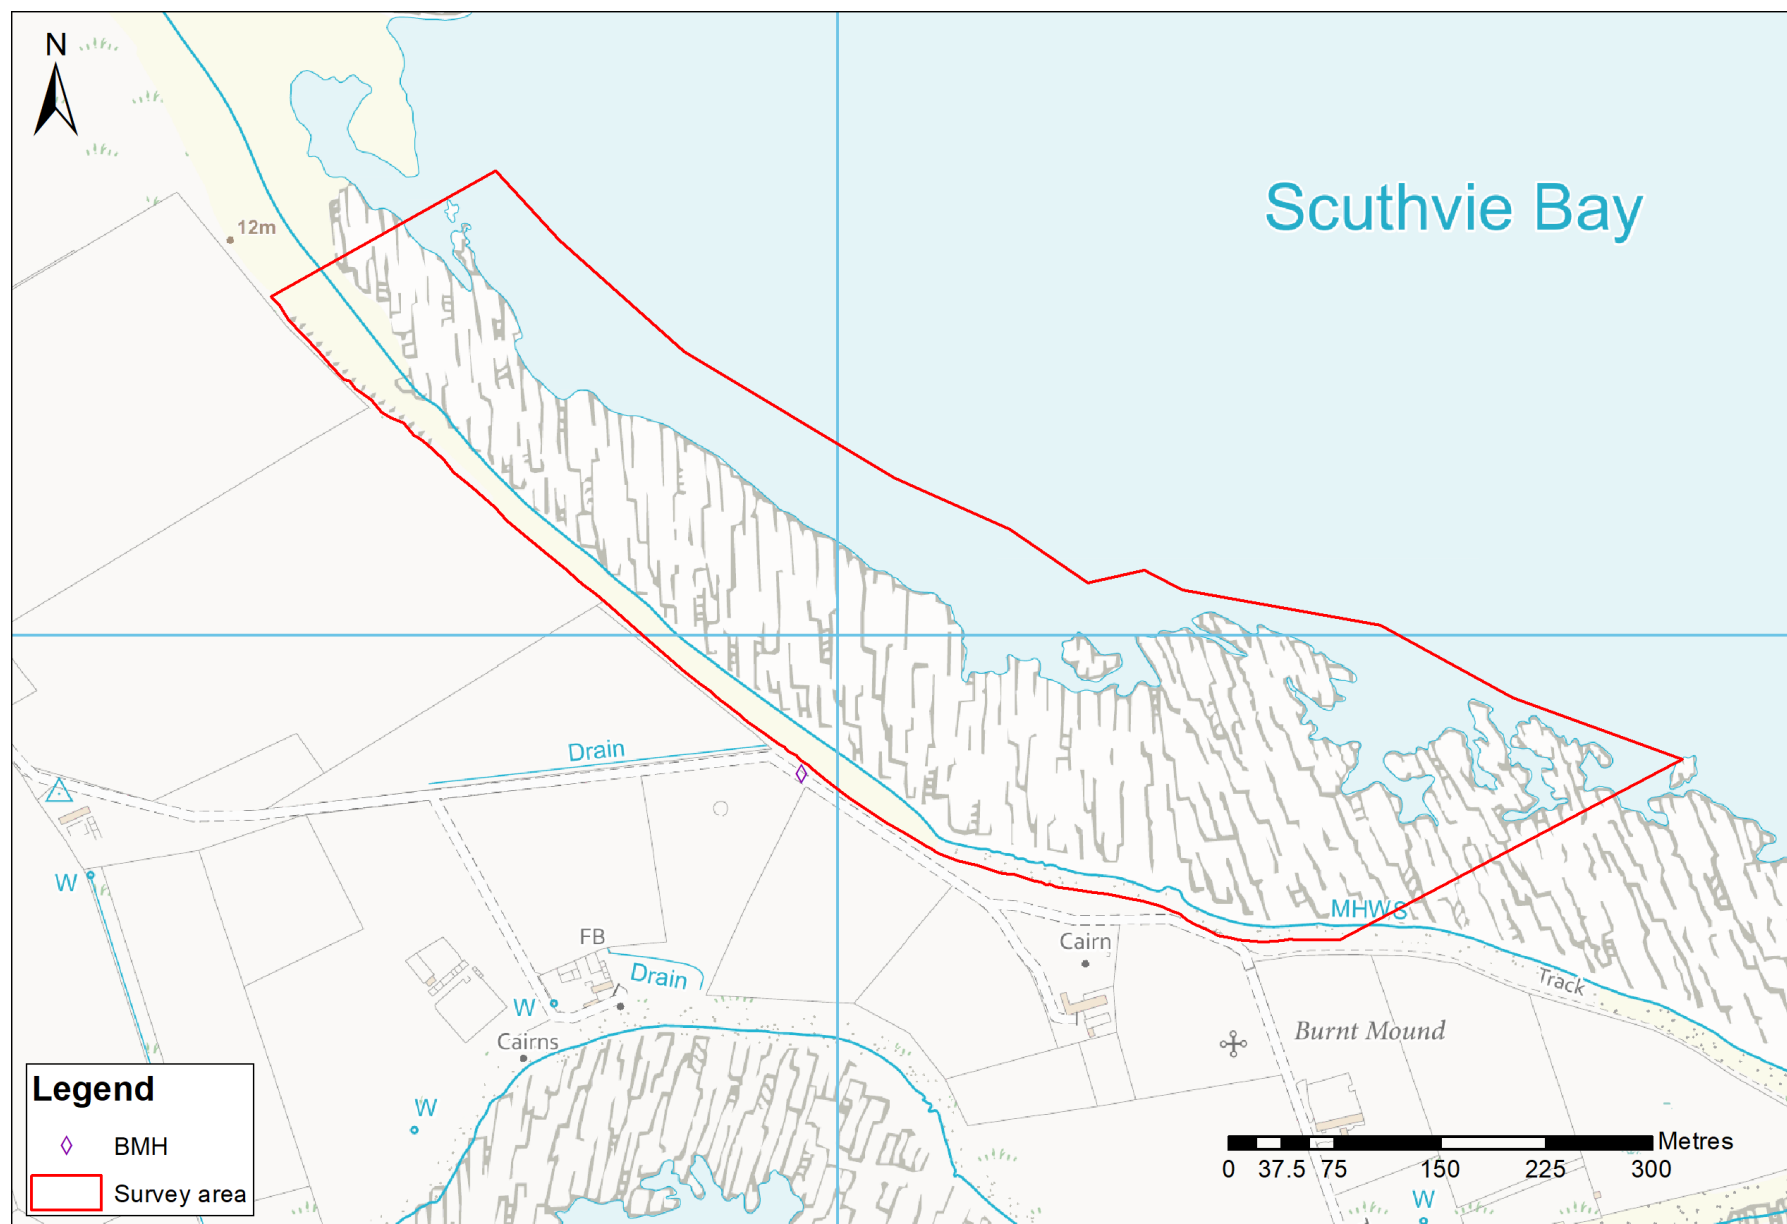 N
Scuthvie Bay
12m
Drain
W
FB
Drain
W
Cairns
W
Cairn
MHWS
Track
Burnt Mound
W
Legend
BMH
Survey area
Metres
0 37.5 75 150 225 300